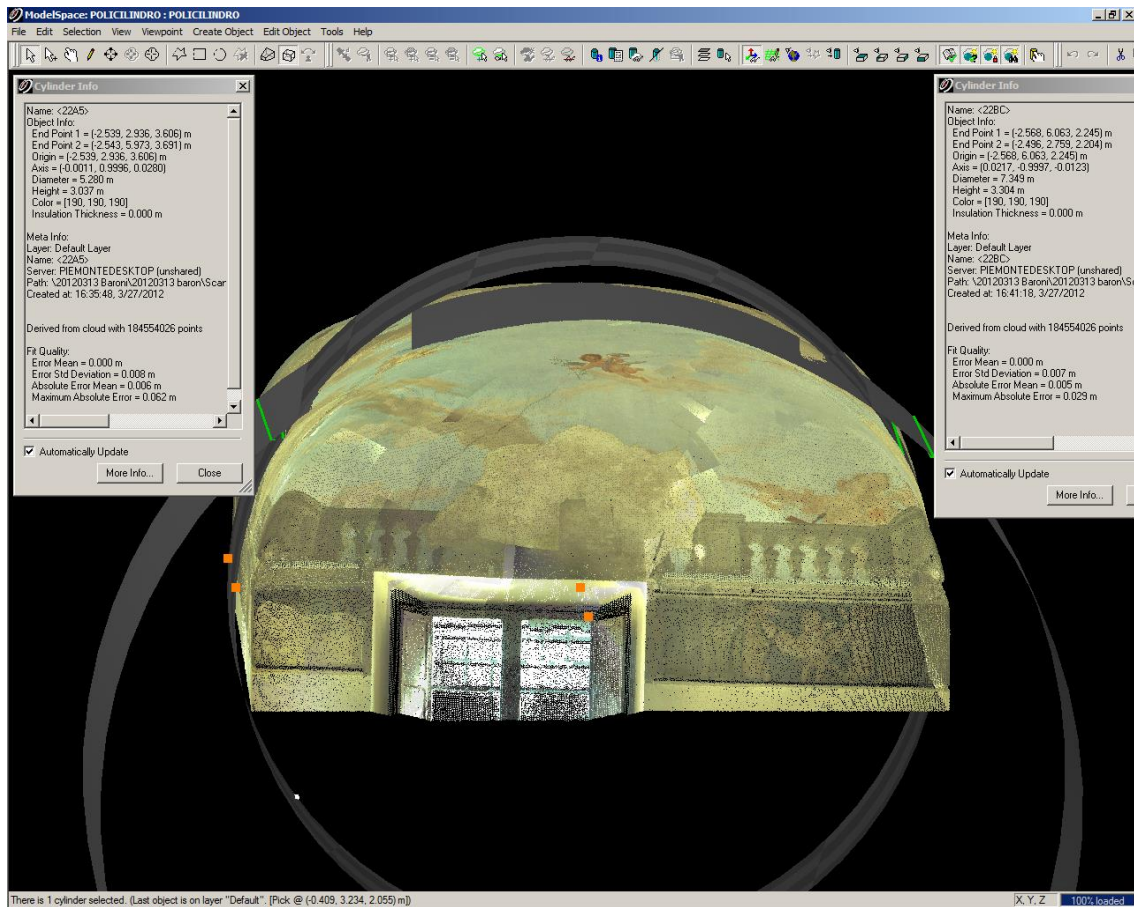 ModelSpace: POLICILINDRO : POLICILINDRO
File Edit Selection View Viewpoint Create Object Edit Object Tools Help
Cylinder Info
Name: <22A5>
Object Info:
End Point 1 = (-2.539, 2.936, 3.606) m
End Point 2 = (-2.543, 5.973, 3.691) m
Origin = (-2.539, 2.936, 3.606) m
Axis = (-0.0011, 0.9996, 0.0280)
Diameter = 5.280 m
Height = 3.037 m
Color = [190, 190, 190]
Insulation Thickness = 0.000 m
Meta Info:
Layer: Default Layer
Name: <22A5>
Server: PIEMONTEDESKTOP (unshared)
Path: \20120313 Baroni\20120313 baron\Scar
Created at: 16:35:48, 3/27/2012
Derived from cloud with 184554026 points
Fit Quality:
Error Mean = 0.000 m
Error Std Deviation = 0.008 m
Absolute Error Mean = 0.006 m
Maximum Absolute Error = 0.062 m
Automatically Update
More Info... Close
Cylinder Info
Name: <22BC>
Object Info:
End Point 1 = (-2.568, 6.063, 2.245) m
End Point 2 = (-2.496, 2.759, 2.204) m
Origin = (-2.568, 6.063, 2.245) m
Axis = (0.0217, -0.9997, -0.0123)
Diameter = 7.349 m
Height = 3.304 m
Color = [190, 190, 190]
Insulation Thickness = 0.000 m
Meta Info:
Layer: Default Layer
Name: <22BC>
Server: PIEMONTEDESKTOP (unshared)
Path: \20120313 Baroni\20120313 baron\Sc
Created at: 16:41:18, 3/27/2012
Derived from cloud with 184554026 points
Fit Quality:
Error Mean = 0.000 m
Error Std Deviation = 0.007 m
Absolute Error Mean = 0.005 m
Maximum Absolute Error = 0.029 m
Automatically Update
More Info...
There is 1 cylinder selected. (Last object is on layer "Default". [Pick @ (-0.409, 3.234, 2.055) m])
X, Y, Z 100% loaded